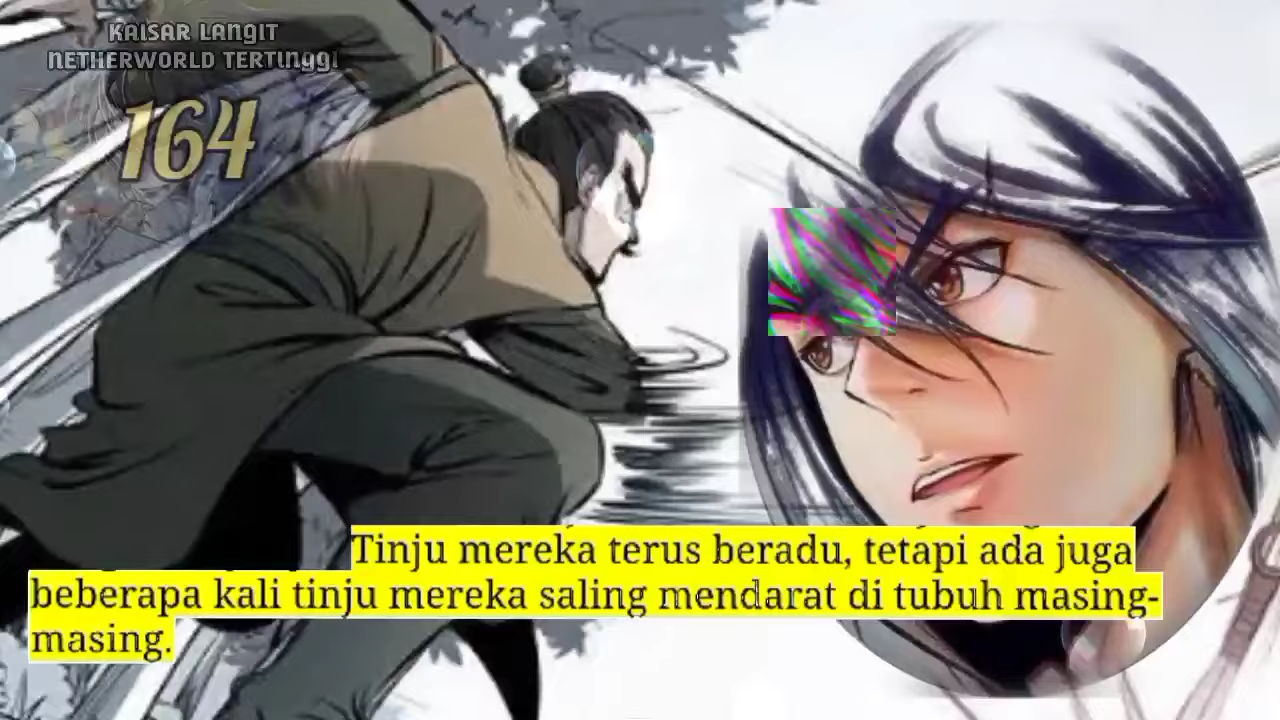 KAISAR LANGIT
NETHERWORLD TERTINGGI
164
Tinju mereka terus beradu, tetapi ada juga
beberapa kali tinju mereka saling mendarat di tubuh masing-
masing.